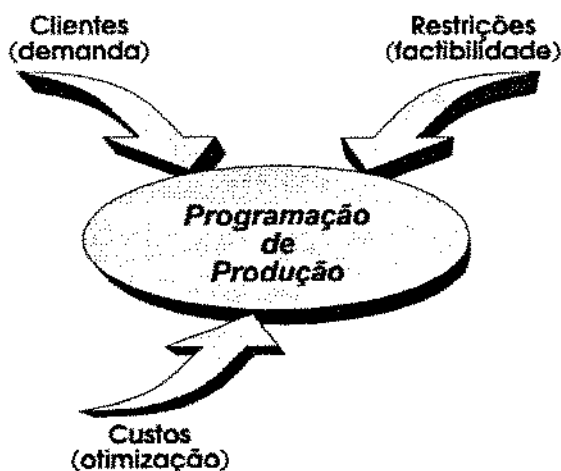 Clientes
(demanda)
Restrições
(factibilidade)
Programação
de
Produção
Custos
(otimização)